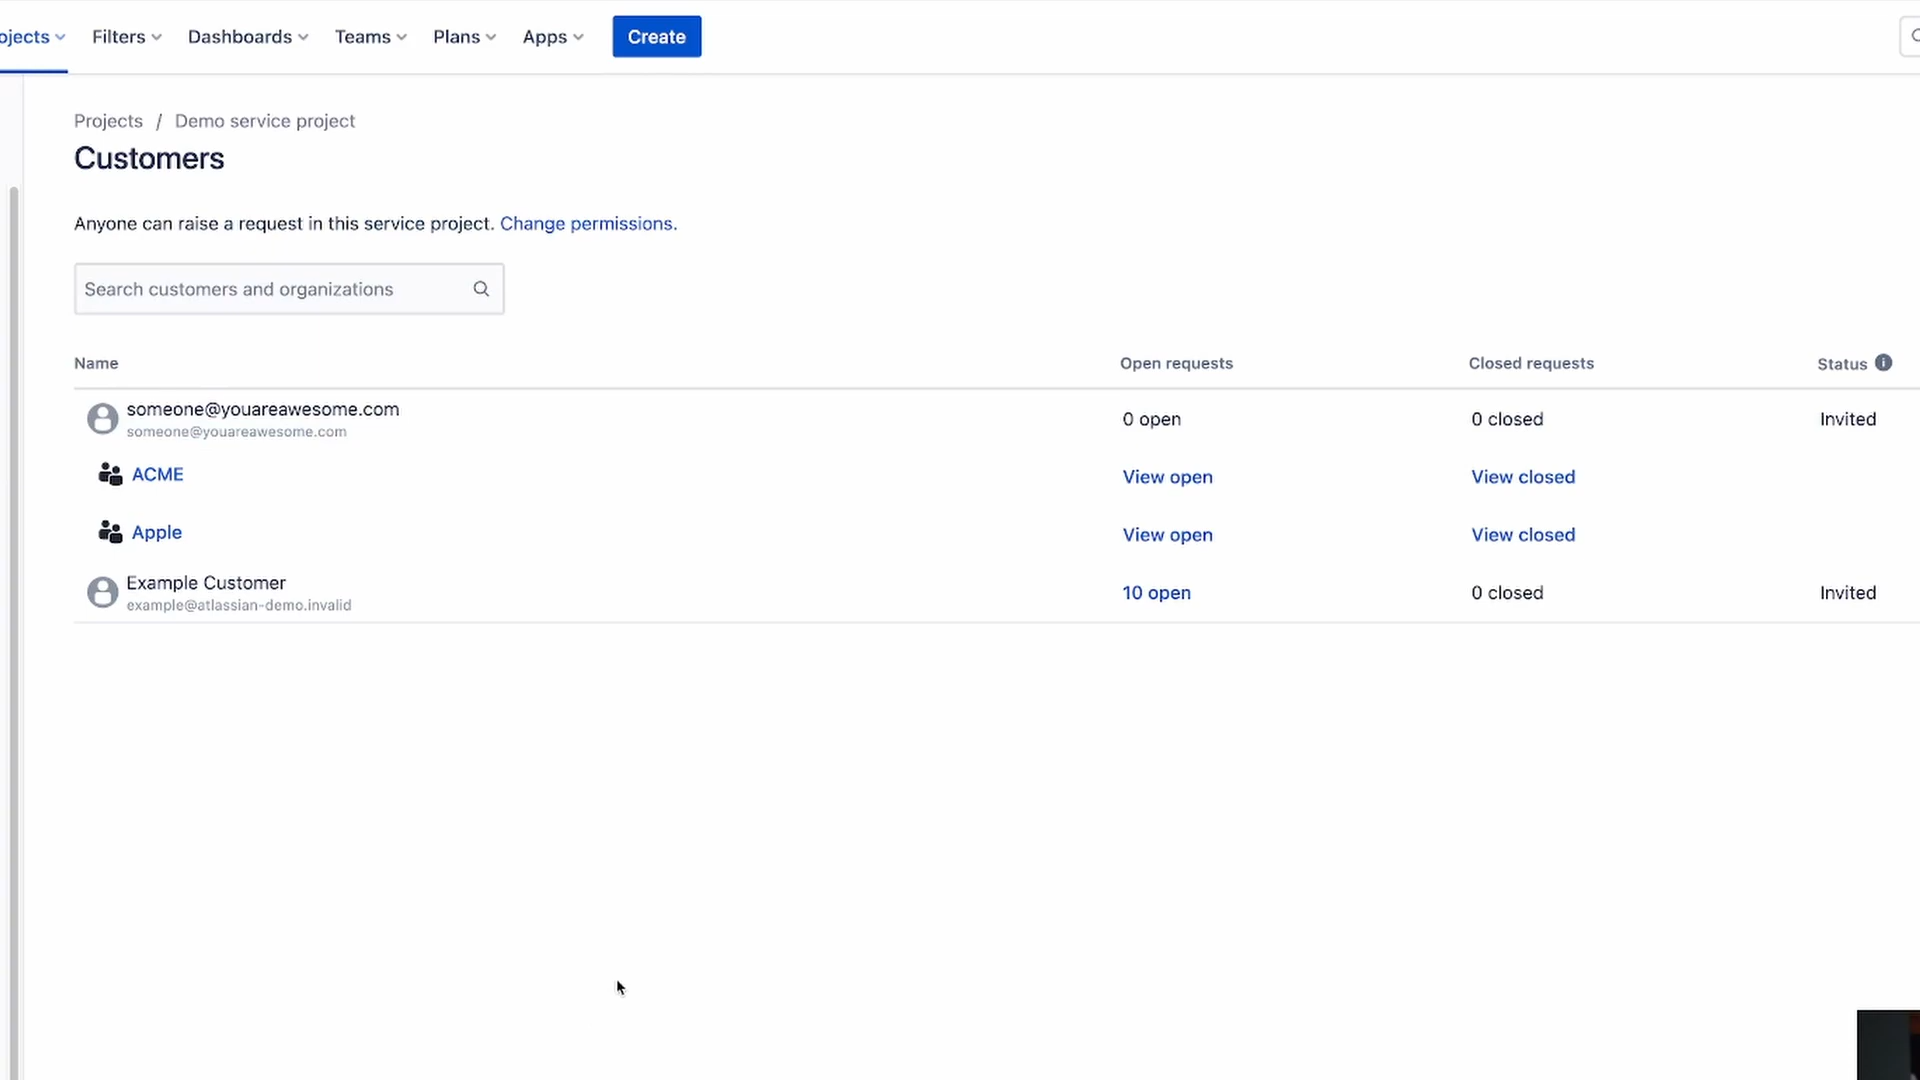 ojects Filters Dashboards Teams Plans Apps Create
Projects / Demo service project
Customers
Anyone can raise a request in this service project. Change permissions.
Search customers and organizations
Name Open requests Closed requests Status
someone@youareawesome.com 0 open 0 closed Invited
someone@youareawesome.com
ACME View open View closed
Apple View open View closed
Example Customer 10 open 0 closed Invited
example@atlassian-demo.invalid